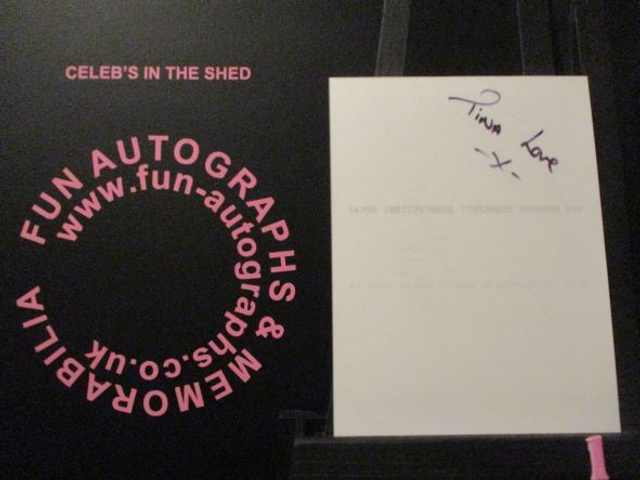 CELEB'S IN THE SHED
FUN AUTOGRAPHS & MEMORABILIA
www.fun-autographs.co.uk
Tina Love
-x-